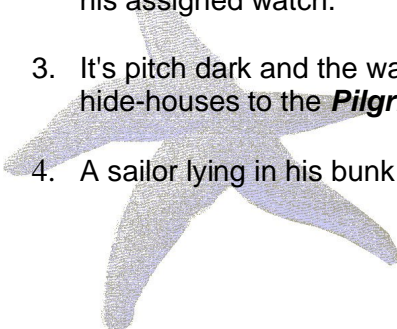 his assigned watch.
3. It's pitch dark and the wa
hide-houses to the Pilgr
4. A sailor lying in his bunk